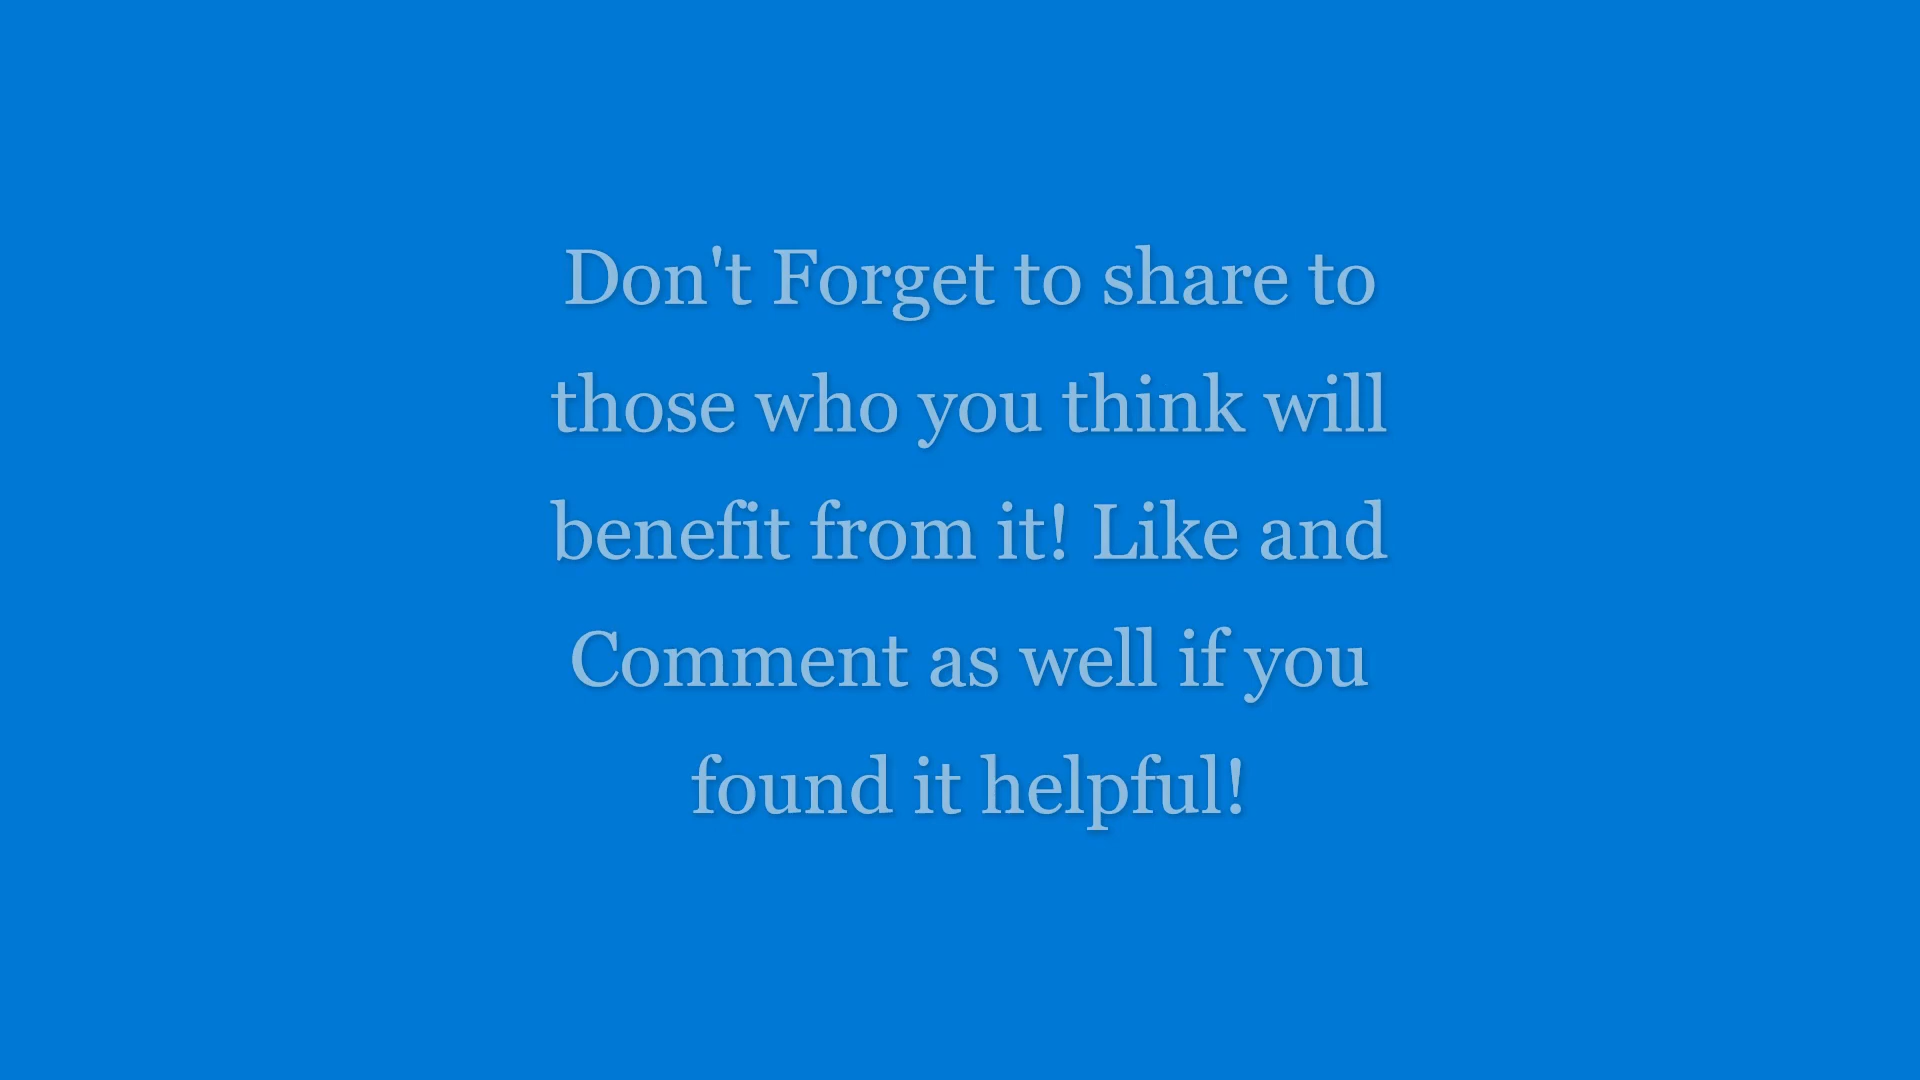 Don't Forget to share to
those who you think will
benefit from it! Like and
Comment as well if you
found it helpful!